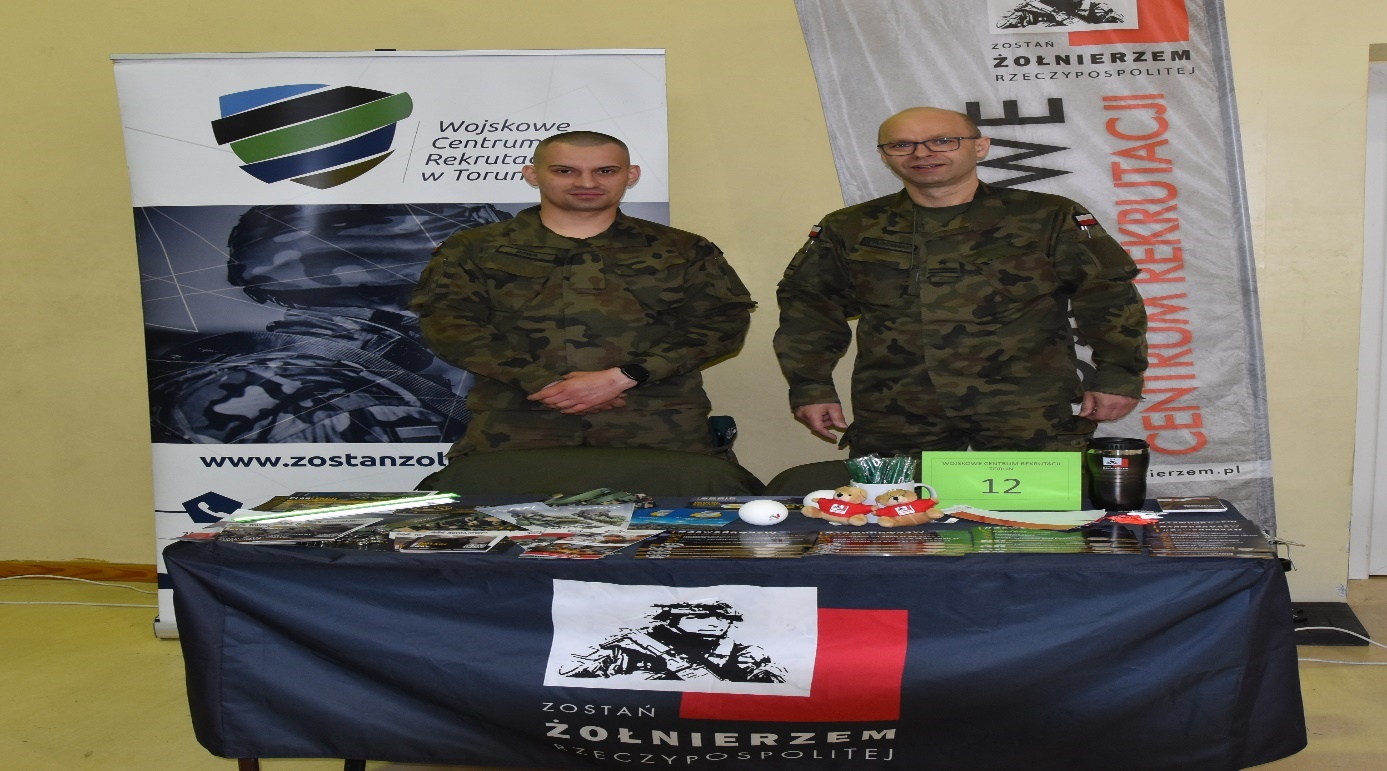 Wojskowe
Centrum
Rekrutac
w Toru
www.zostanzol
ZOSTAŃ
ŻOŁNIERZEM
RZECZYPOSPOLITEJ
WE
CENTRUM REKRUTACJI
nierzem.pl
WOJSKOWE CENTRUM REKRUTACJI
TORUŃ
12
ZOSTAŃ
ŻOŁNIERZEM
RZECZYPOSPOLITEJ